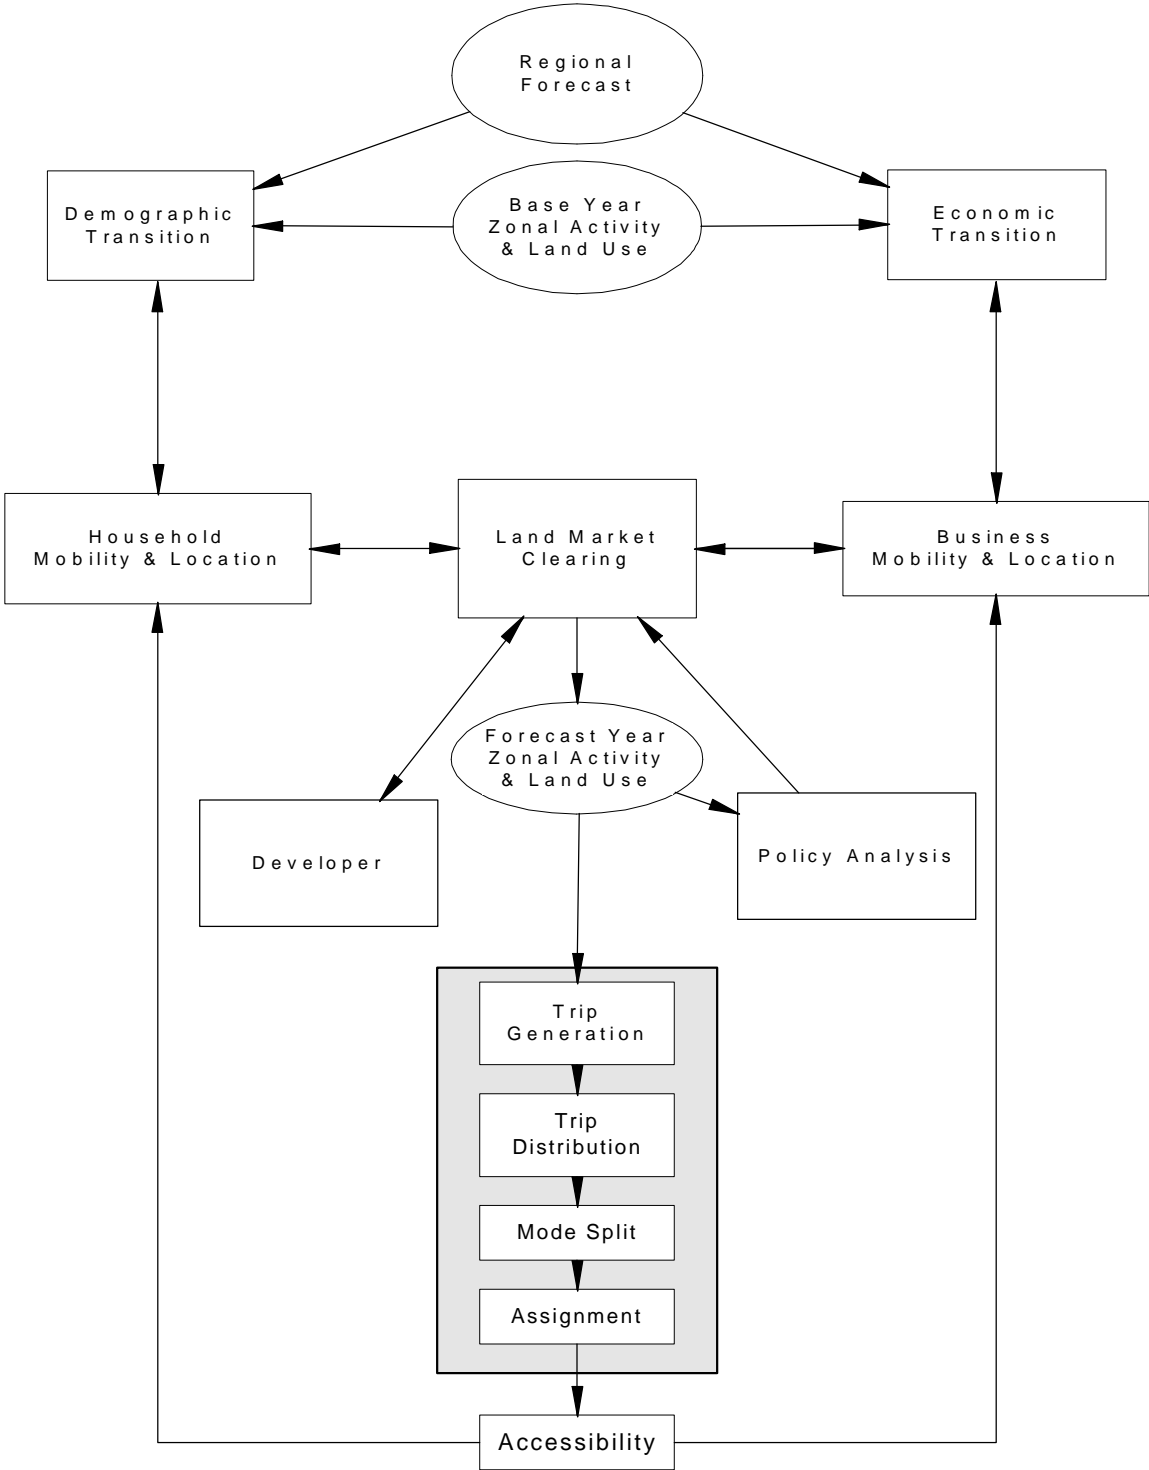 Regional
Forecast
Demographic
Transition
Base Year
Zonal Activity
& Land Use
Economic
Transition
Household
Mobility & Location
Land Market
Clearing
Business
Mobility & Location
Forecast Year
Zonal Activity
& Land Use
Developer
Policy Analysis
Trip
Generation
Trip
Distribution
Mode Split
Assignment
Accessibility